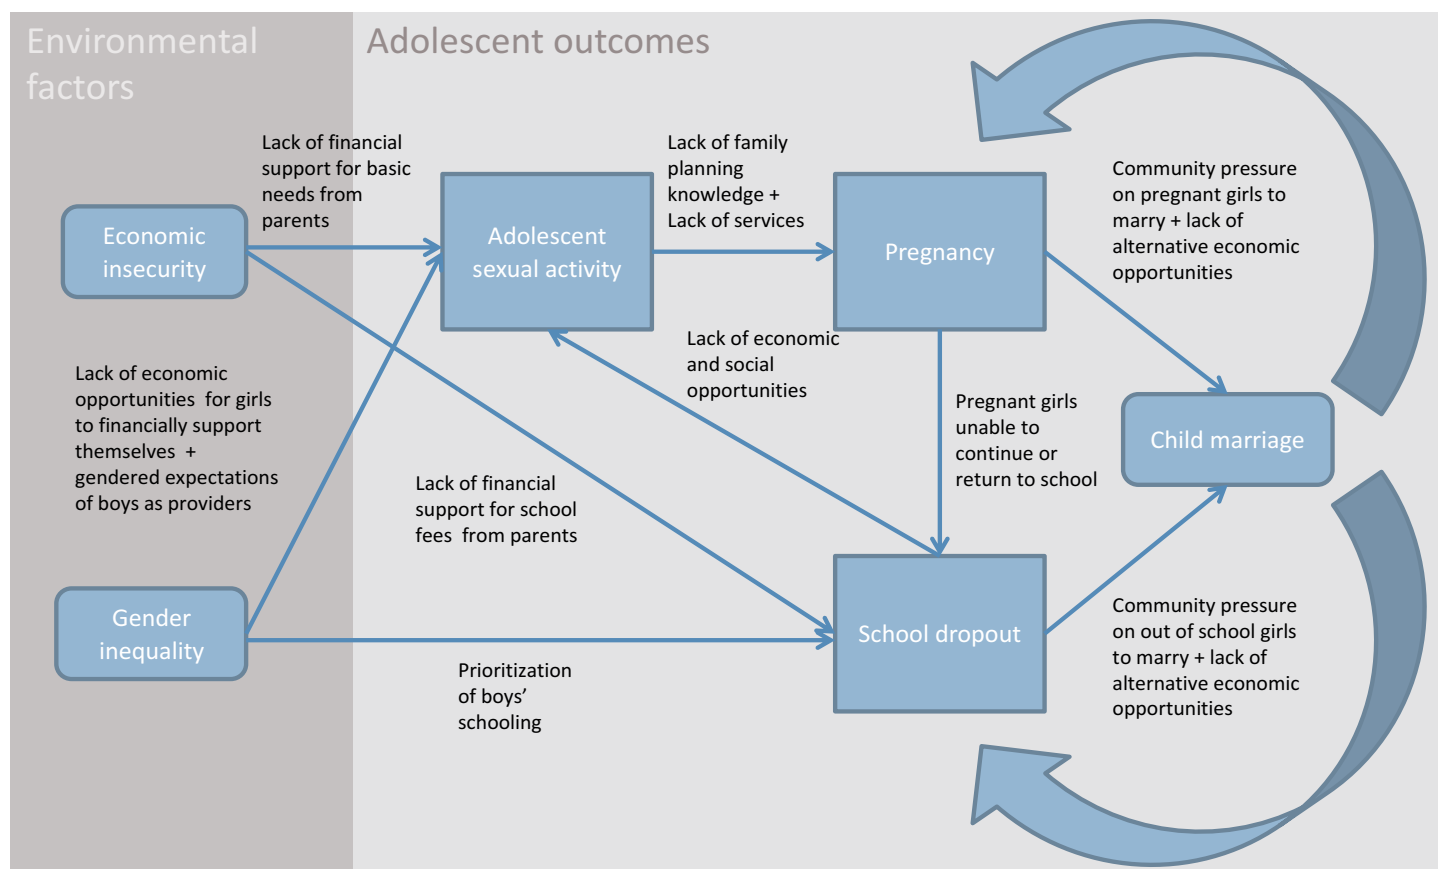 Environmental
factors
Adolescent outcomes
Lack of financial
support for basic
needs from
parents
Lack of family
planning
knowledge +
Lack of services
Community pressure
on pregnant girls to
marry + lack of
alternative economic
opportunities
Economic
insecurity
Adolescent
sexual activity
Pregnancy
Lack of economic
and social
opportunities
Lack of economic
opportunities  for girls
to financially support
themselves  +
gendered expectations
of boys as providers
Pregnant girls
unable to
continue or
return to school
Child marriage
Lack of financial
support for school
fees  from parents
Gender
inequality
School dropout
Community pressure
on out of school girls
to marry + lack of
alternative economic
opportunities
Prioritization
of boys’
schooling